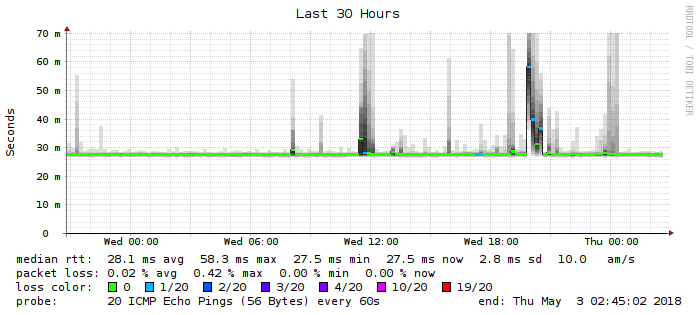 Last 30 Hours
RRDTOOL / TOBI OETIKER
Seconds
70 m
60 m
50 m
40 m
30 m
20 m
10 m
0
Wed 00:00 Wed 06:00 Wed 12:00 Wed 18:00 Thu 00:00
median rtt: 28.1 ms avg 58.3 ms max 27.5 ms min 27.5 ms now 2.8 ms sd 10.0 am/s
packet loss: 0.02 % avg 0.42 % max 0.00 % min 0.00 % now
loss color: 0 1/20 2/20 3/20 4/20 10/20 19/20
probe: 20 ICMP Echo Pings (56 Bytes) every 60s end: Thu May 3 02:45:02 2018